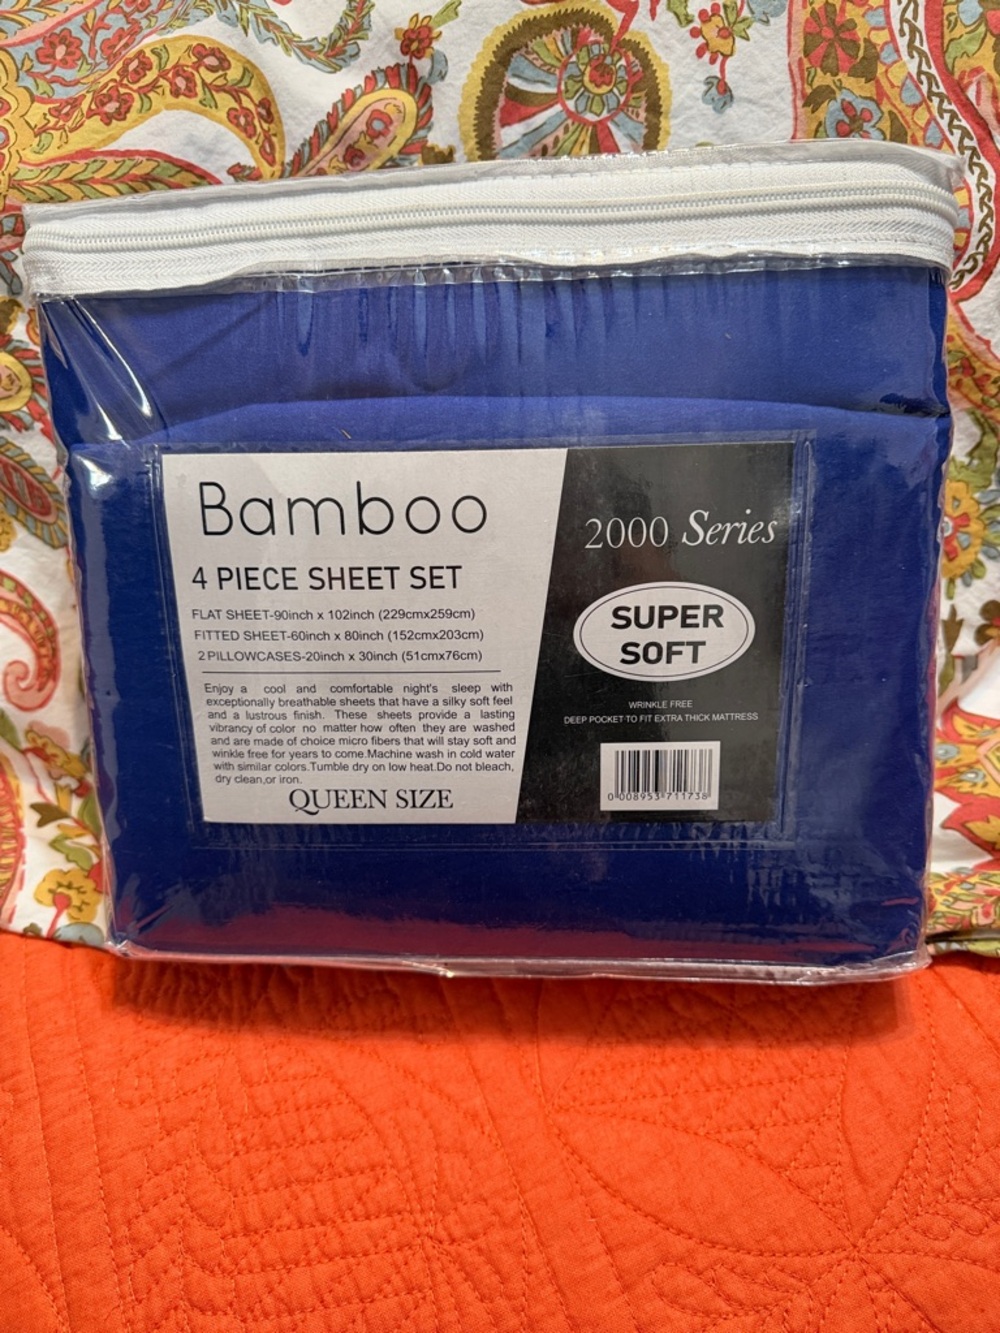 Bamboo
4 PIECE SHEET SET
FLAT SHEET-90inch x 102inch (229cmx259cm)
FITTED SHEET-60inch x 80inch (152cmx203cm)
2 PILLOWCASES-20inch x 30inch (51cmx76cm)
Enjoy a cool and comfortable night's sleep with
exceptionally breathable sheets that have a silky soft feel
and a lustrous finish. These sheets provide a lasting
vibrancy of color no matter how often they are washed
and are made of choice micro fibers that will stay soft and
winkle free for years to come.Machine wash in cold water
with similar colors.Tumble dry on low heat.Do not bleach,
dry clean,or iron.
QUEEN SIZE
2000 Series
SUPER
SOFT
WRINKLE FREE
DEEP POCKET-TO FIT EXTRA THICK MATTRESS
0 008953 711738